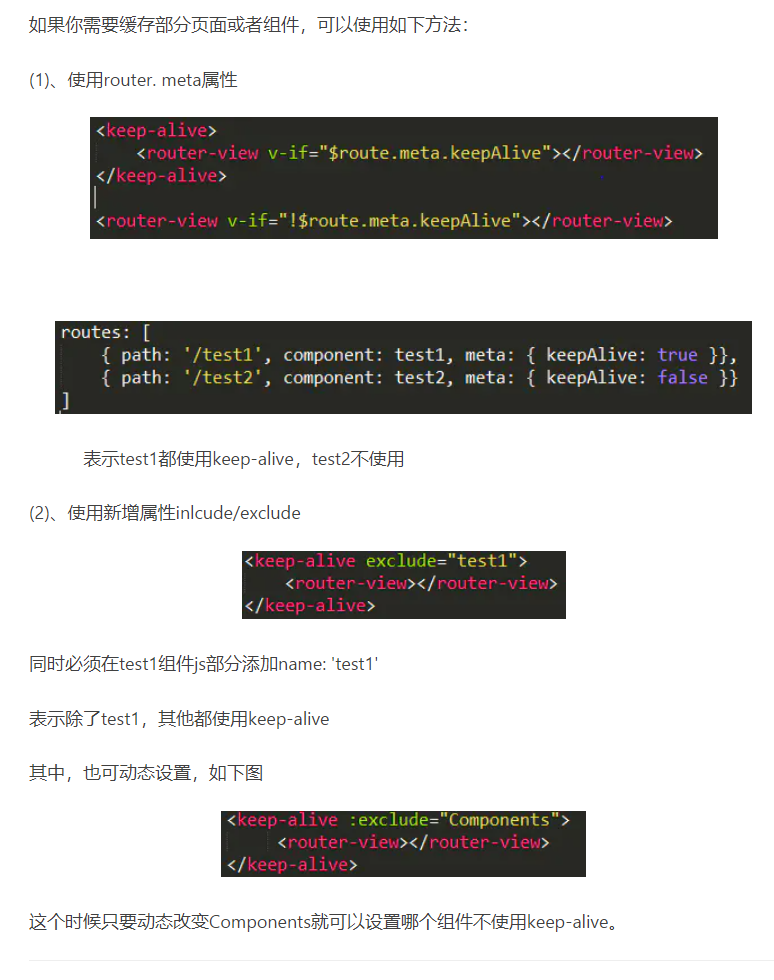 如果你需要缓存部分页面或者组件，可以使用如下方法：
(1)、使用router. meta属性
<keep-alive>
    <router-view v-if="$route.meta.keepAlive"></router-view>
</keep-alive>
<router-view v-if="!$route.meta.keepAlive"></router-view>
routes: [
    { path: '/test1', component: test1, meta: { keepAlive: true }},
    { path: '/test2', component: test2, meta: { keepAlive: false }}
]
表示test1都使用keep-alive，test2不使用
(2)、使用新增属性inlcude/exclude
<keep-alive exclude="test1">
    <router-view></router-view>
</keep-alive>
同时必须在test1组件js部分添加name: 'test1'
表示除了test1，其他都使用keep-alive
其中，也可动态设置，如下图
<keep-alive :exclude="Components">
    <router-view></router-view>
</keep-alive>
这个时候只要动态改变Components就可以设置哪个组件不使用keep-alive。